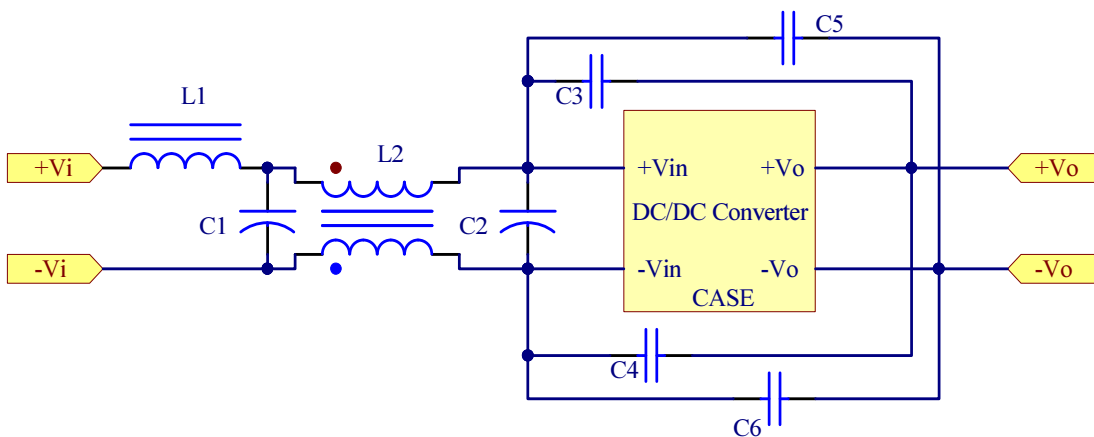 C5
C3
L1
L2
+Vi
+Vin
+Vo
+Vo
C1
C2
DC/DC Converter
-Vi
-Vin
-Vo
-Vo
CASE
C4
C6